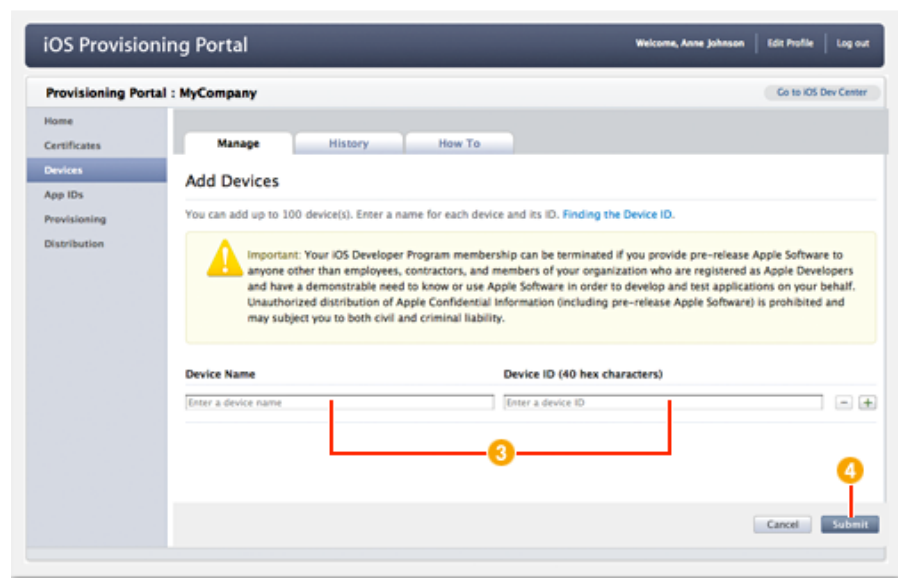 iOS Provisioning Portal
Welcome, Anne Johnson
Edit Profile
Log out
Provisioning Portal : MyCompany
Go to iOS Dev Center
Home
Certificates
Devices
App IDs
Provisioning
Distribution
Manage
History
How To
Add Devices
You can add up to 100 device(s). Enter a name for each device and its ID. Finding the Device ID.
Important: Your iOS Developer Program membership can be terminated if you provide pre-release Apple Software to
anyone other than employees, contractors, and members of your organization who are registered as Apple Developers
and have a demonstrable need to know or use Apple Software in order to develop and test applications on your behalf.
Unauthorized distribution of Apple Confidential Information (including pre-release Apple Software) is prohibited and
may subject you to both civil and criminal liability.
Device Name
Device ID (40 hex characters)
Enter a device name
Enter a device ID
3
4
Cancel
Submit